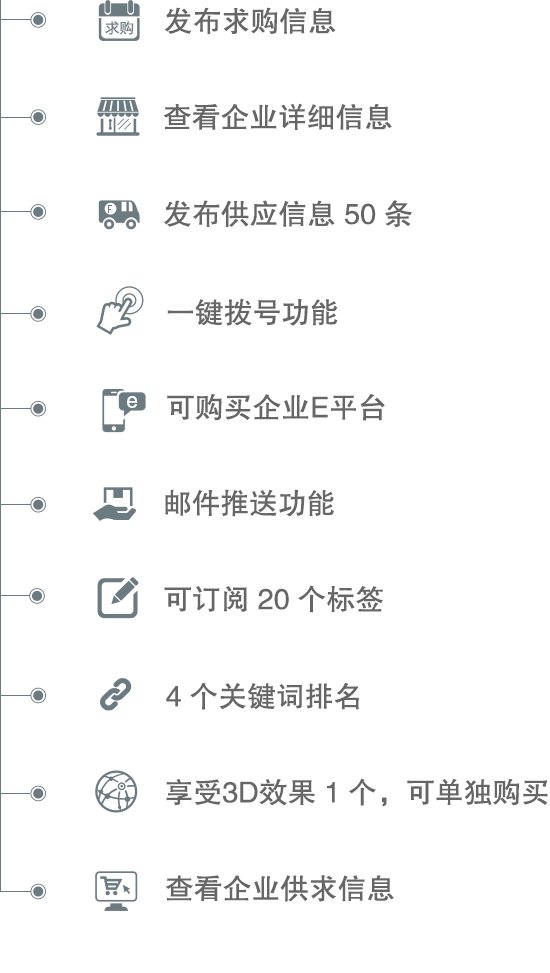 求购
发布求购信息
查看企业详细信息
F
发布供应信息 50 条
一键拨号功能
e
可购买企业E平台
邮件推送功能
可订阅 20 个标签
4 个关键词排名
享受3D效果 1 个，可单独购买
查看企业供求信息